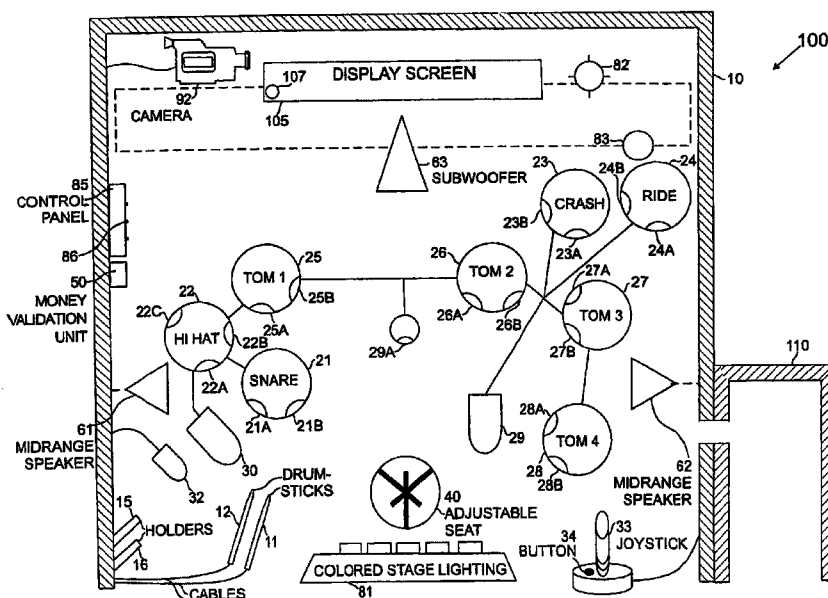 100
DISPLAY SCREEN
82
10
92
CAMERA
107
105
83
63
SUBWOOFER
23
24
85
CONTROL
PANEL
86
24B
CRASH
RIDE
23B
23A
24A
50
MONEY
VALIDATION
UNIT
25
26
TOM 1
TOM 2
27A
27
22
22C
25B
25A
HI HAT
22B
26A
26B
TOM 3
27B
29A
22A
SNARE
21
110
61
MIDRANGE
SPEAKER
21A
21B
28A
TOM 4
28
28B
29
30
62
MIDRANGE
SPEAKER
32
DRUM-
STICKS
40
ADJUSTABLE
SEAT
15
HOLDERS
16
12
11
34
BUTTON
33
JOYSTICK
COLORED STAGE LIGHTING
81
CABLES